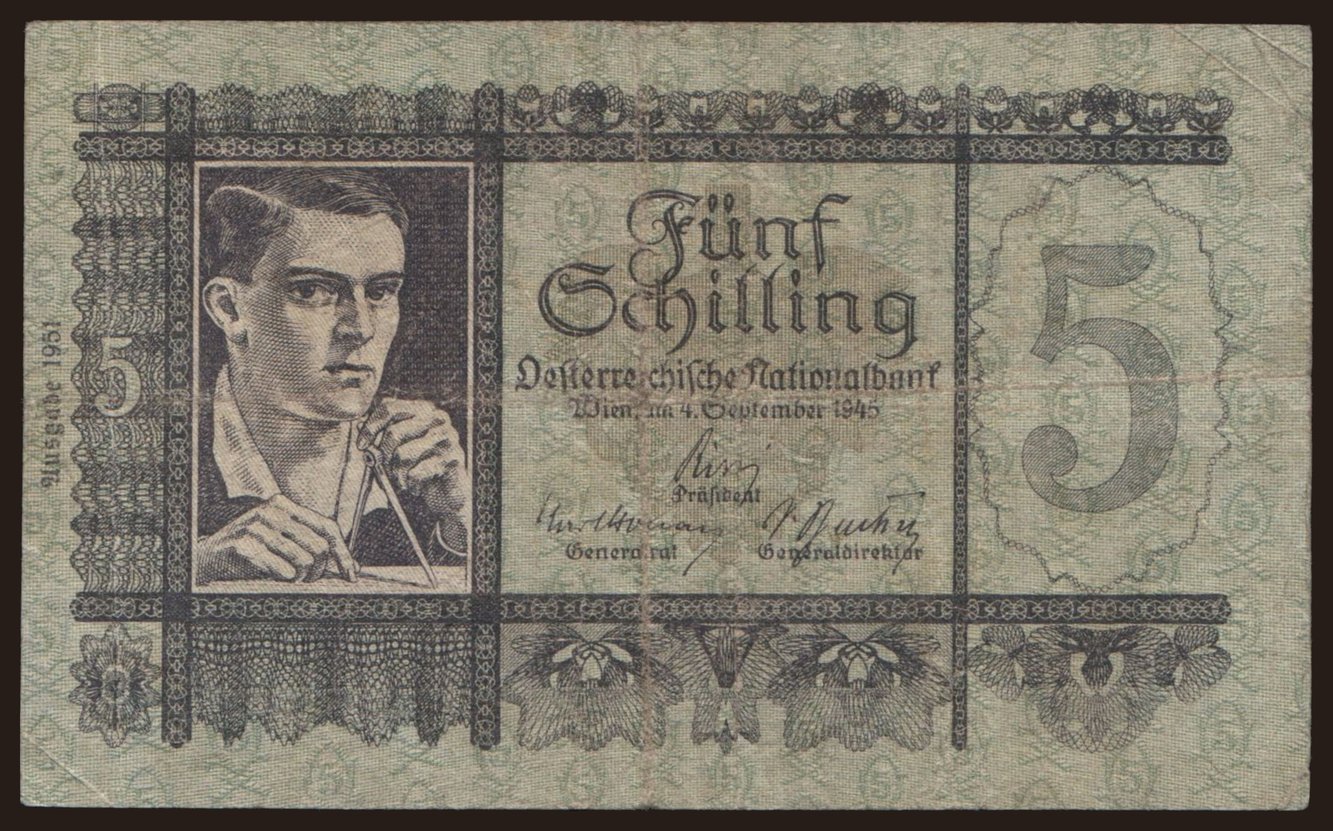 Ausgabe 1951
5
Fünf
Schilling
Oesterreichische Nationalbank
Wien, am 4. September 1945
Präsident
Generalrat Generaldirektor
5